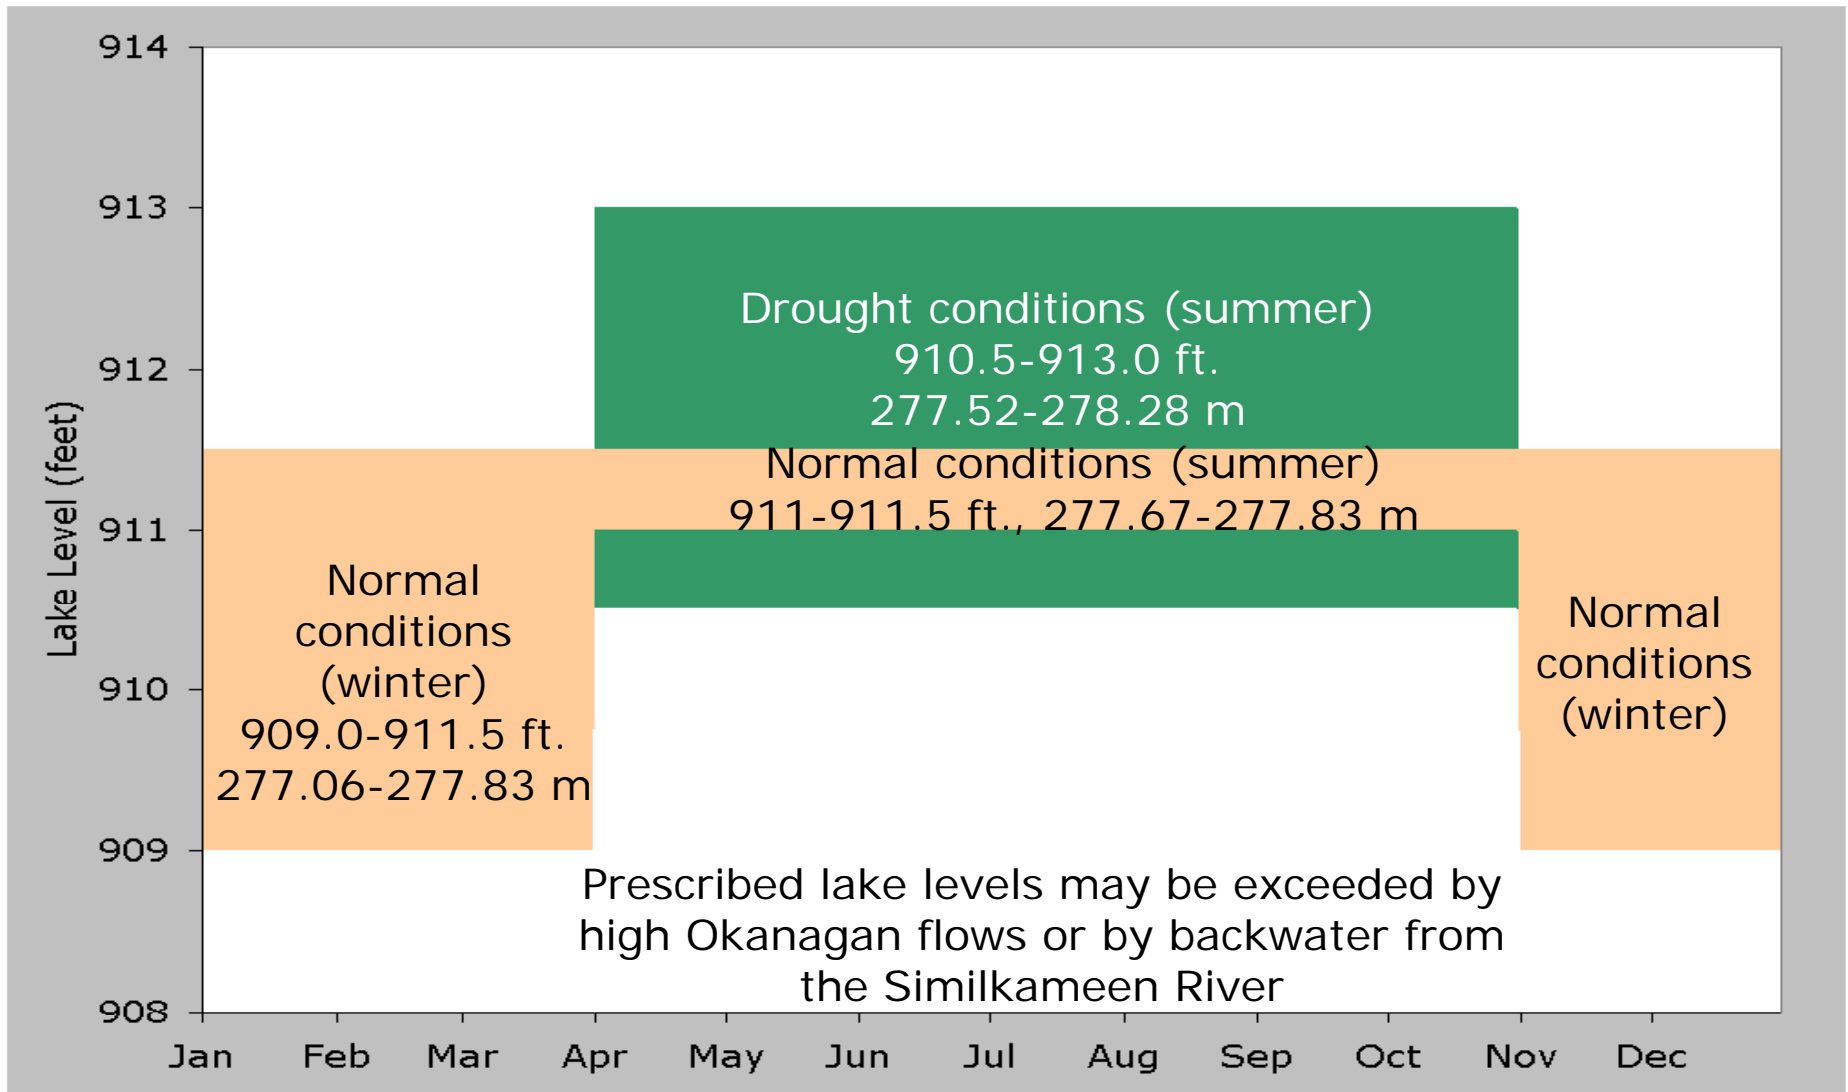 914
913
912
911
910
909
908
Lake Level (feet)
Drought conditions (summer)
910.5-913.0 ft.
277.52-278.28 m
Normal conditions (summer)
911-911.5 ft., 277.67-277.83 m
Normal
conditions
(winter)
909.0-911.5 ft.
277.06-277.83 m
Normal
conditions
(winter)
Prescribed lake levels may be exceeded by
high Okanagan flows or by backwater from
the Similkameen River
Jan Feb Mar Apr May Jun Jul Aug Sep Oct Nov Dec